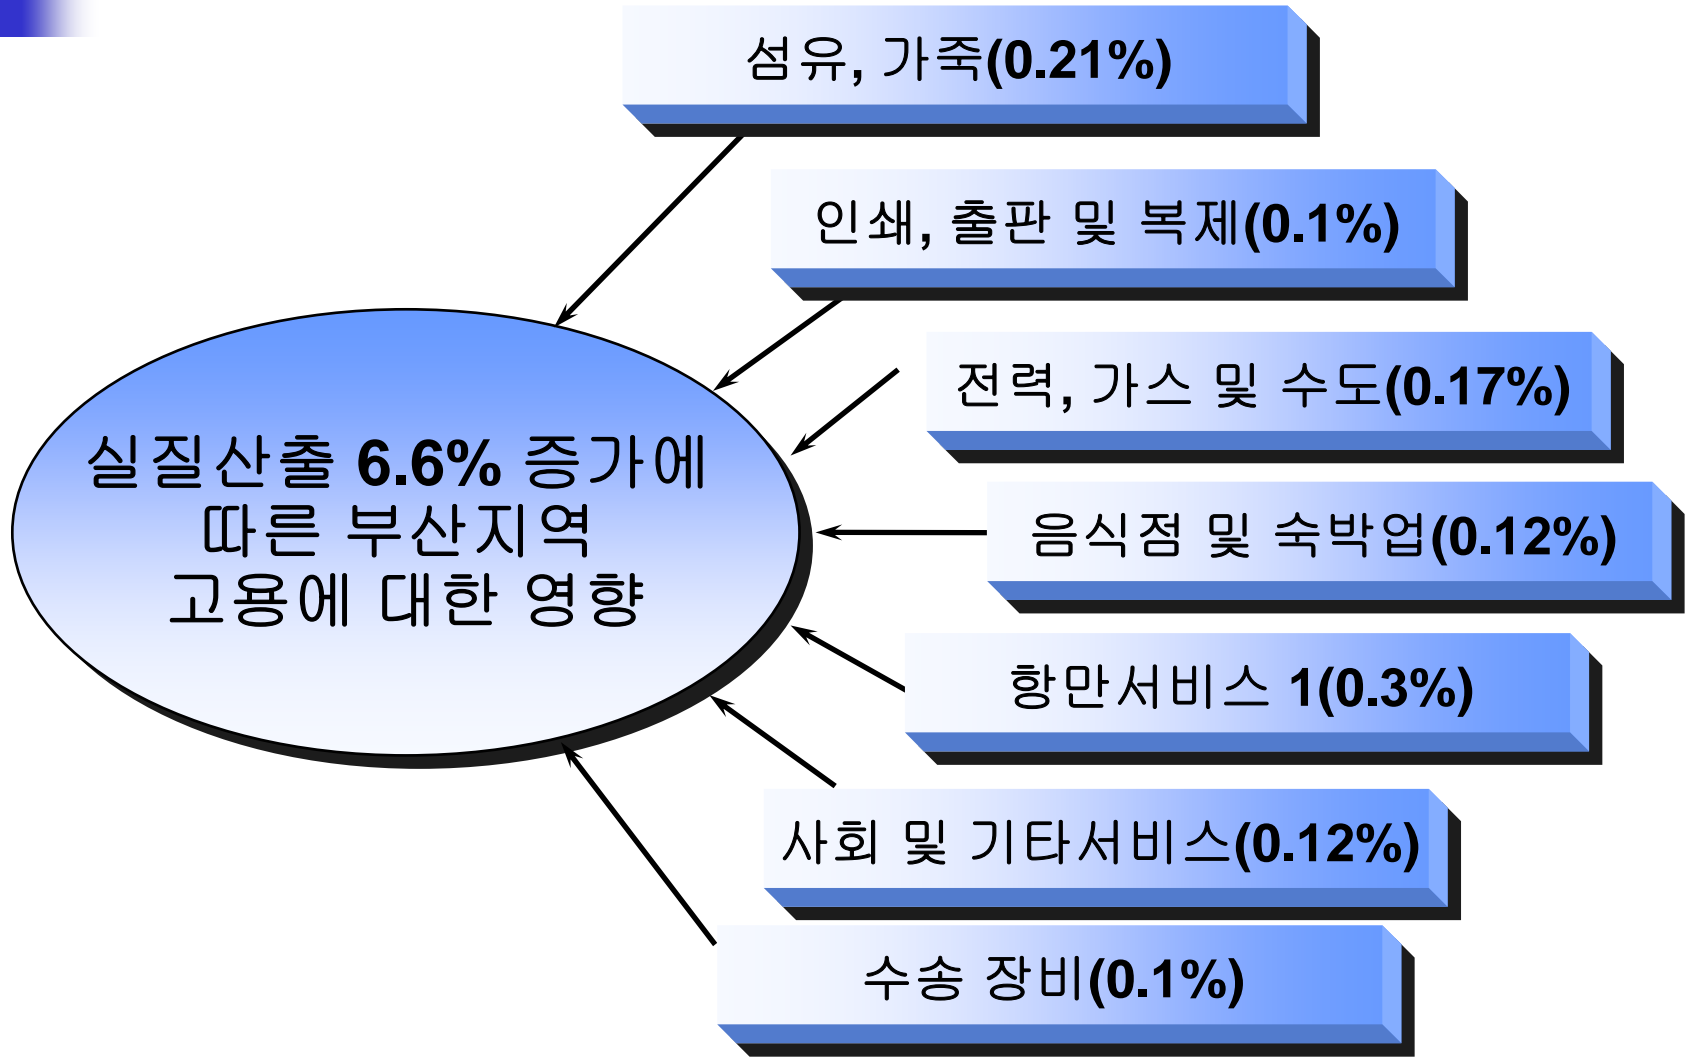 섬유, 가죽(0.21%)
인쇄, 출판 및 복제(0.1%)
전력, 가스 및 수도(0.17%)
실질산출 6.6% 증가에
따른 부산지역
고용에 대한 영향
음식점 및 숙박업(0.12%)
항만서비스 1(0.3%)
사회 및 기타서비스(0.12%)
수송 장비(0.1%)